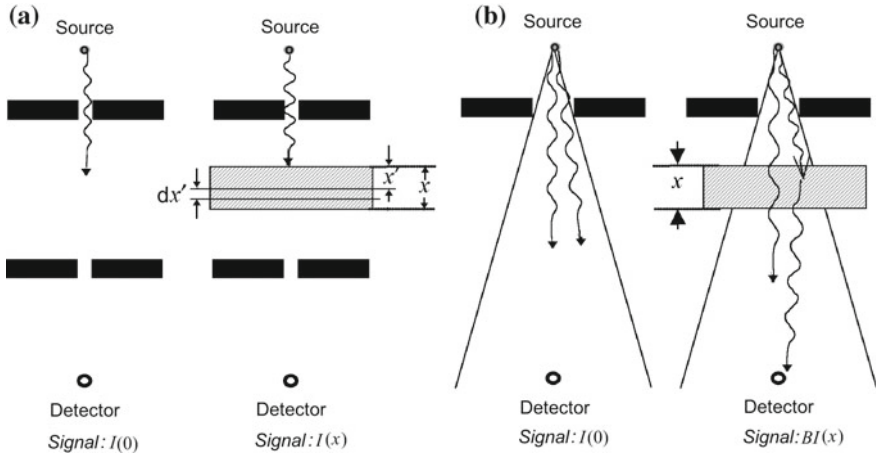 (a)
Source
Source
x′
x
dx′
Detector
Detector
Signal: I(0)
Signal: I(x)
(b)
Source
Source
x
Detector
Detector
Signal: I(0)
Signal: BI(x)